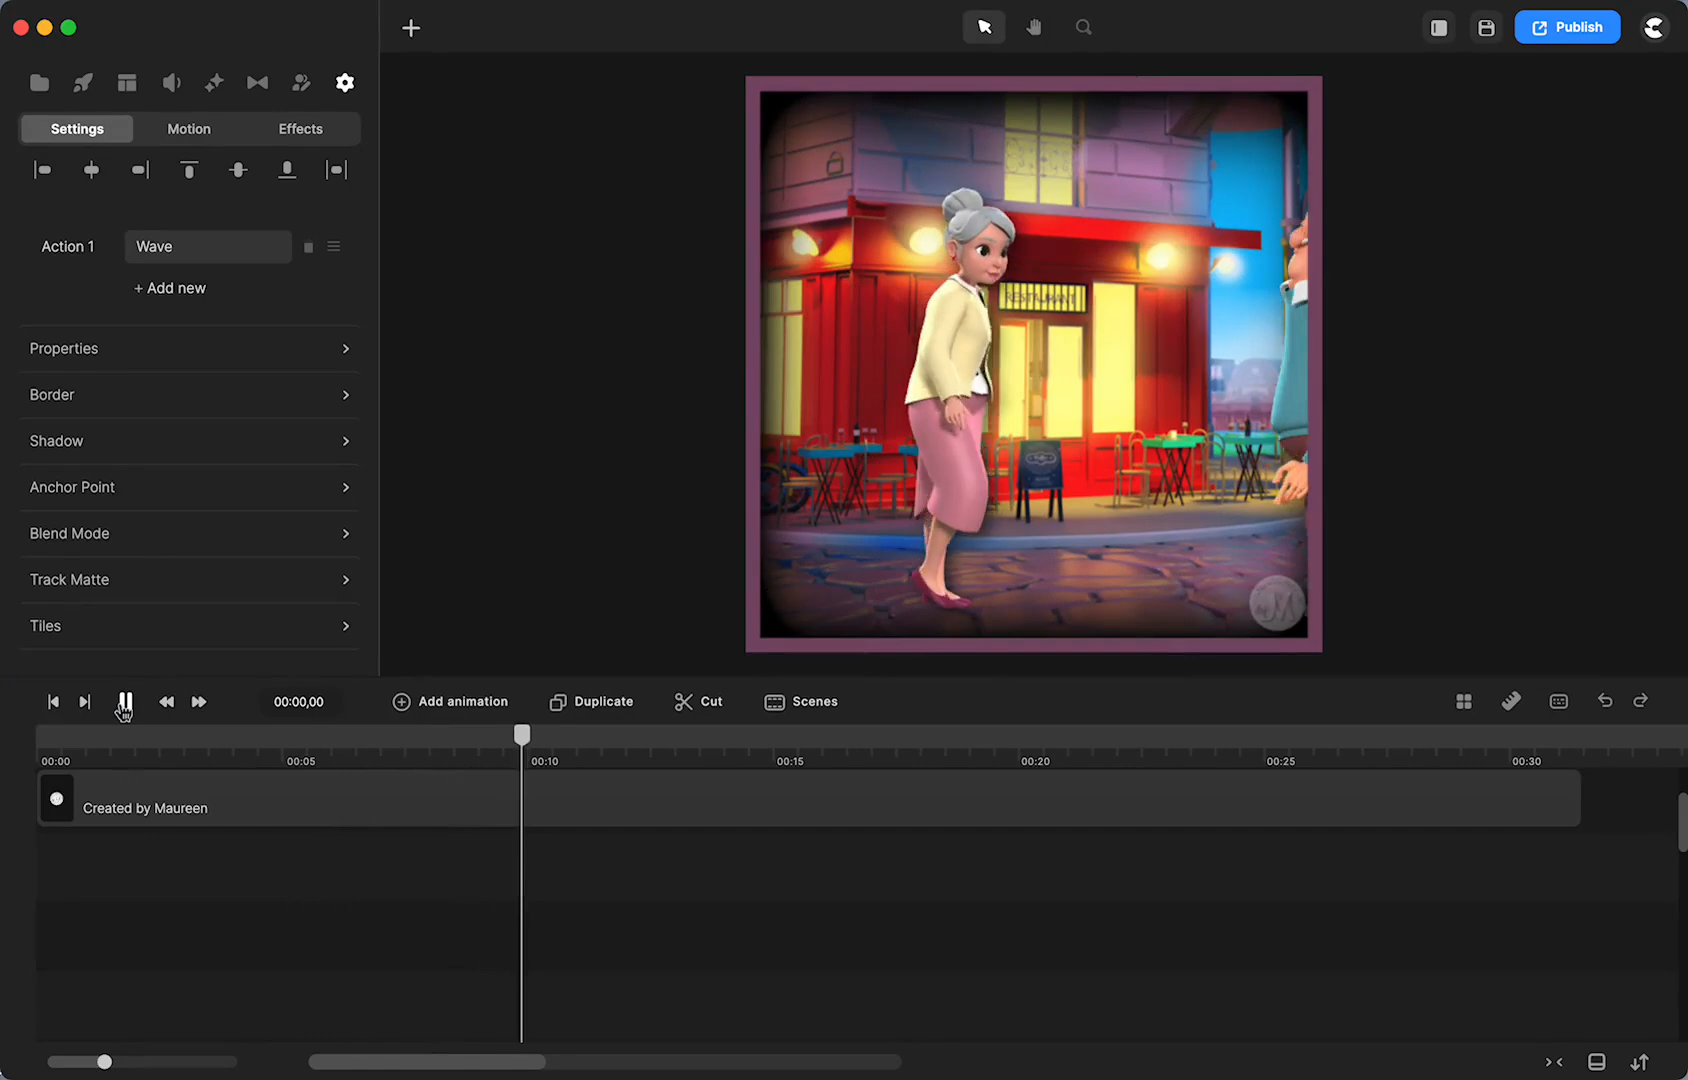 Publish
Settings Motion Effects
Action 1 Wave
+ Add new
Properties
Border
Shadow
Anchor Point
Blend Mode
Track Matte
Tiles
RESTAURANT
00:00,00 Add animation Duplicate Cut Scenes
00:00 00:05 00:10 00:15 00:20 00:25 00:30
Created by Maureen